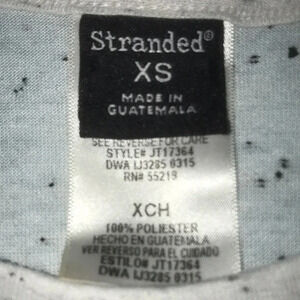 Stranded®
XS
MADE IN
GUATEMALA
SEE REVERSE FOR CARE
STYLE# JT17364
DWA IJ3285 0315
RN# 55219
XCH
100% POLIESTER
HECHO EN GUATEMALA
VER REVERSO PARA EL CUIDADO
ESTILO# JT17364
DWA IJ3285 0315